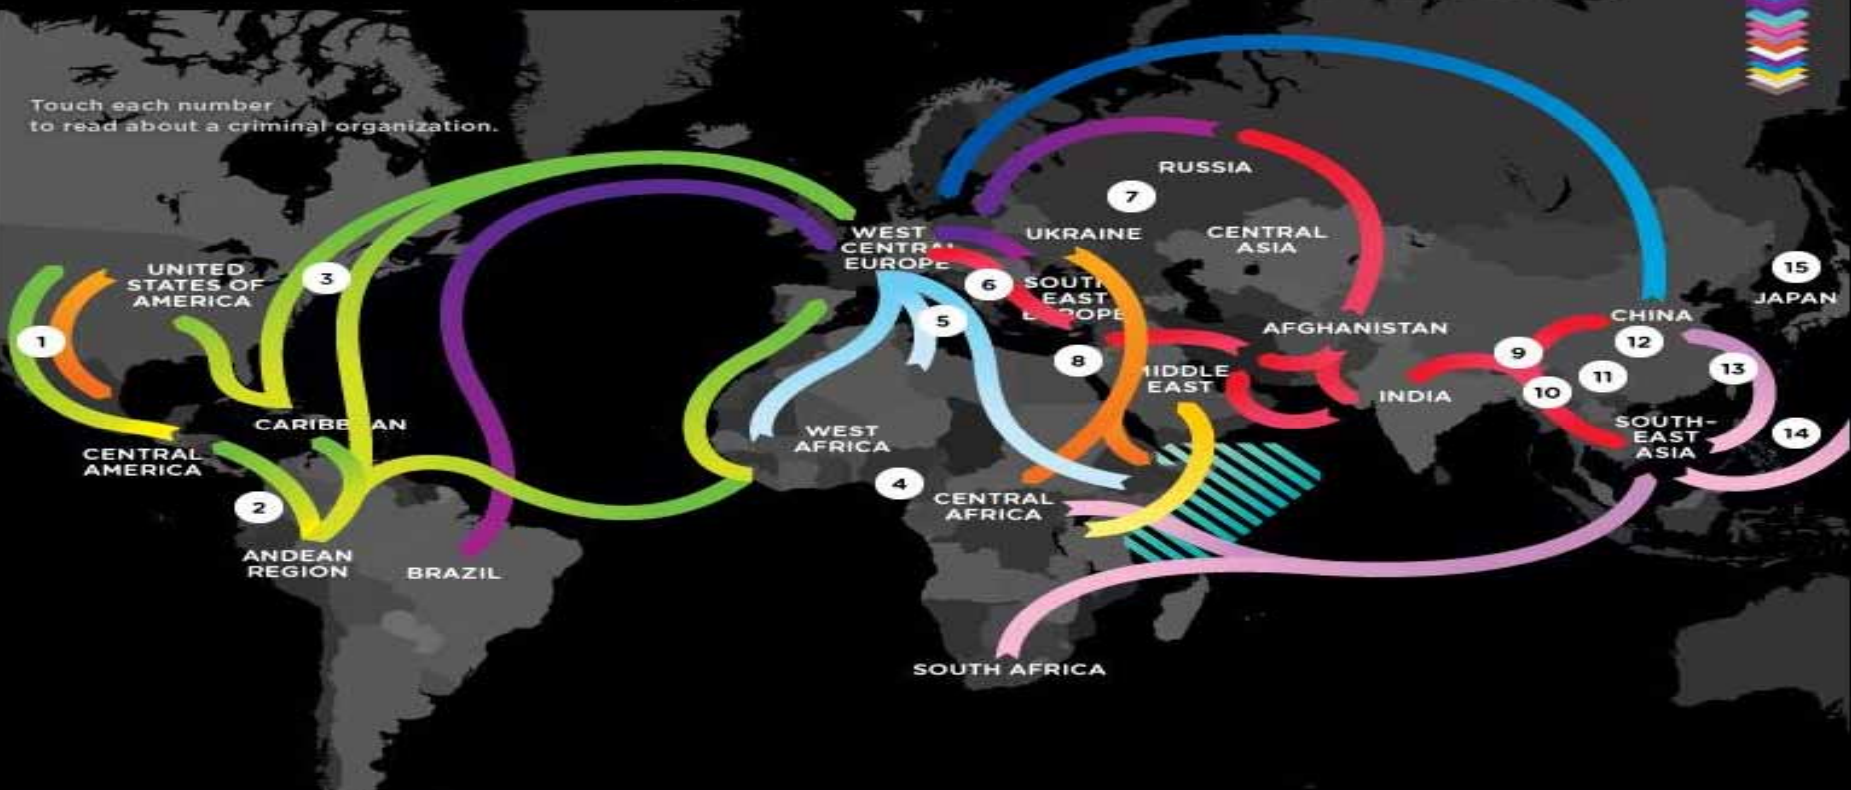 Touch each number
to read about a criminal organization.
RUSSIA
7
WEST
CENTRAL
EUROPE
UKRAINE
CENTRAL
ASIA
UNITED
STATES OF
AMERICA
3
6
SOUTH
EAST
EUROPE
15
JAPAN
1
5
AFGHANISTAN
CHINA
12
8
9
MIDDLE
EAST
11
13
10
INDIA
CARIBBEAN
WEST
AFRICA
SOUTH-
EAST
ASIA
14
CENTRAL
AMERICA
4
2
CENTRAL
AFRICA
ANDEAN
REGION
BRAZIL
SOUTH AFRICA